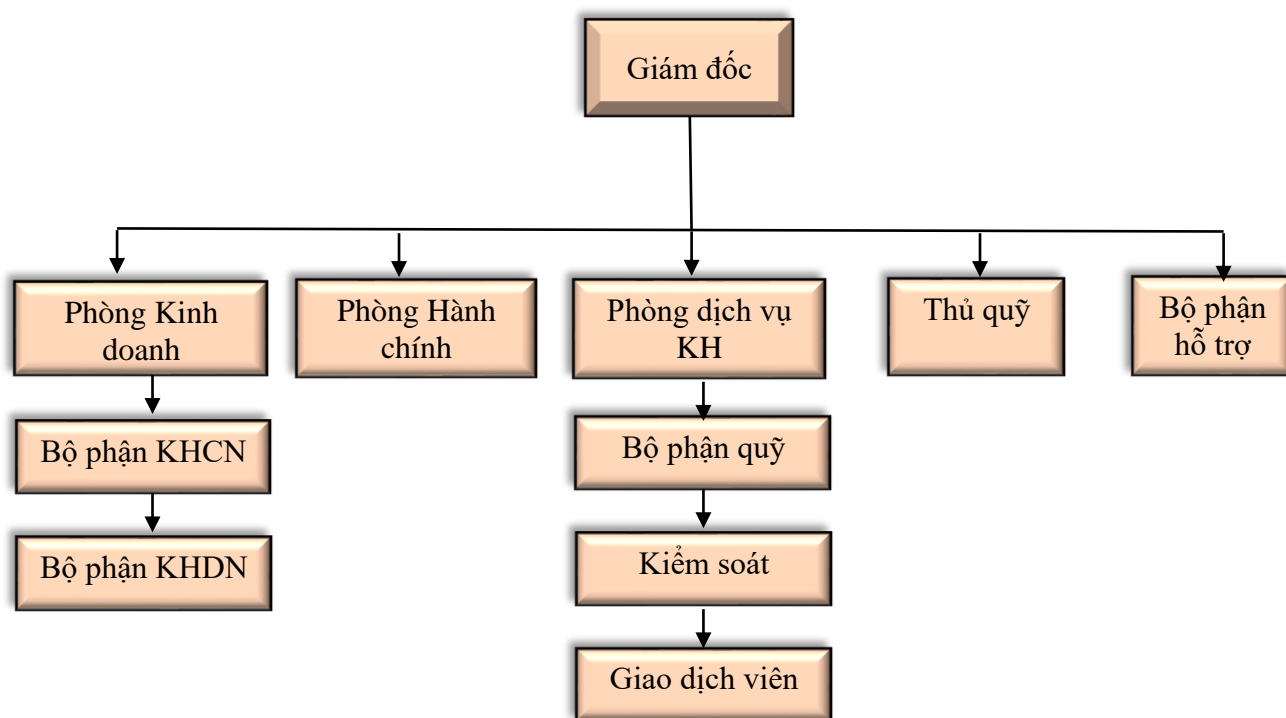 Giám đốc
Phòng Kinh
doanh
Phòng Hành
chính
Phòng dịch vụ
KH
Thủ quỹ
Bộ phận
hỗ trợ
Bộ phận KHCN
Bộ phận quỹ
Bộ phận KHDN
Kiểm soát
Giao dịch viên